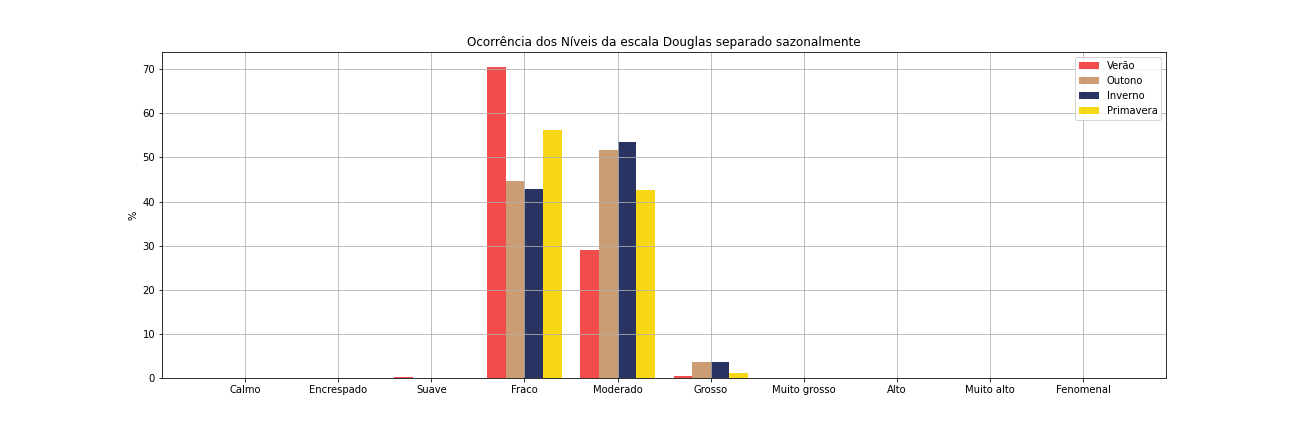 Ocorrência dos Níveis da escala Douglas separado sazonalmente
Verão
Outono
Inverno
Primavera
%
70
60
50
40
30
20
10
0
Calmo Encrespado Suave Fraco Moderado Grosso Muito grosso Alto Muito alto Fenomenal